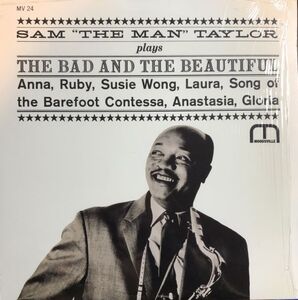 MV 24
SAM "THE MAN" TAYLOR
plays
THE BAD AND THE BEAUTIFUL
Anna, Ruby, Susie Wong, Laura, Song of
the Barefoot Contessa, Anastasia, Gloria
MOODSVILLE